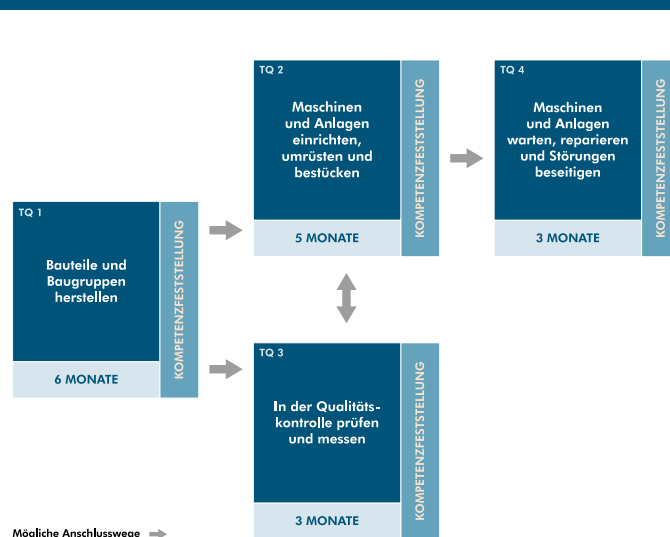 TQ 1
Bauteile und
Baugruppen
herstellen
6 MONATE
KOMPETENZFESTSTELLUNG
TQ 2
Maschinen
und Anlagen
einrichten,
umrüsten und
bestücken
5 MONATE
KOMPETENZFESTSTELLUNG
TQ 3
In der Qualitäts-
kontrolle prüfen
und messen
3 MONATE
KOMPETENZFESTSTELLUNG
TQ 4
Maschinen
und Anlagen
warten, reparieren
und Störungen
beseitigen
3 MONATE
KOMPETENZFESTSTELLUNG
Mögliche Anschlusswege